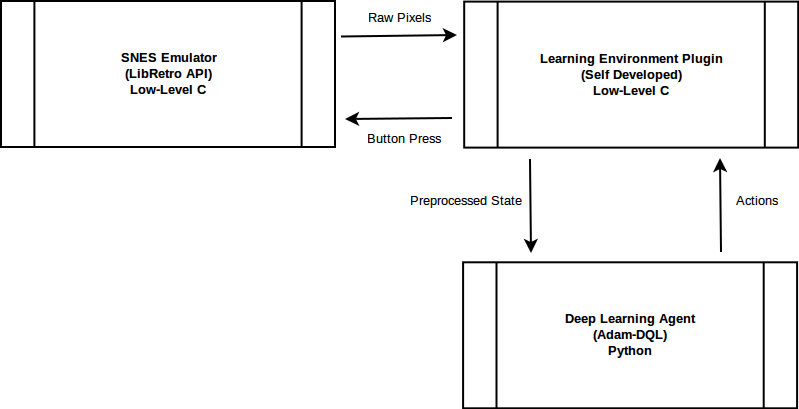 SNES Emulator
(LibRetro API)
Low-Level C
Raw Pixels
Button Press
Learning Environment Plugin
(Self Developed)
Low-Level C
Preprocessed State
Actions
Deep Learning Agent
(Adam-DQL)
Python